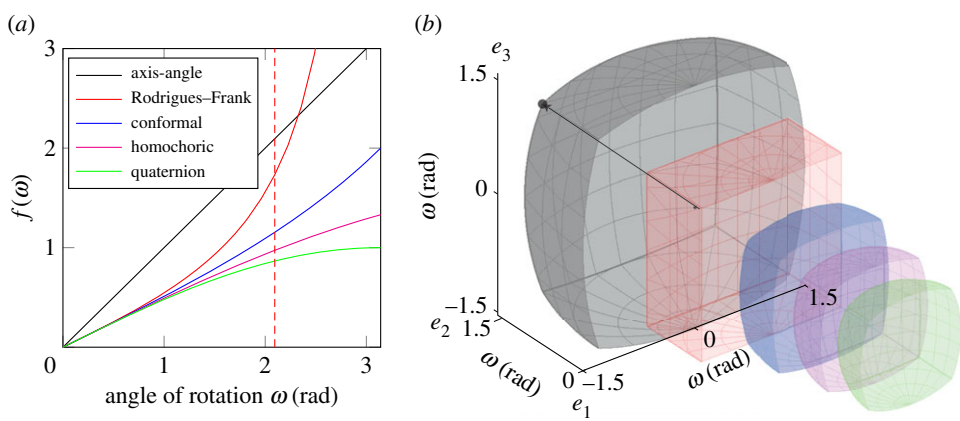 (a)
3
2
1
0
1
2
3
f(ω)
angle of rotation ω (rad)
axis-angle
Rodrigues–Frank
conformal
homochoric
quaternion
(b)
e3
1.5
0
−1.5
ω (rad)
e2
1.5
ω (rad)
0
e1
−1.5
0
1.5
ω (rad)